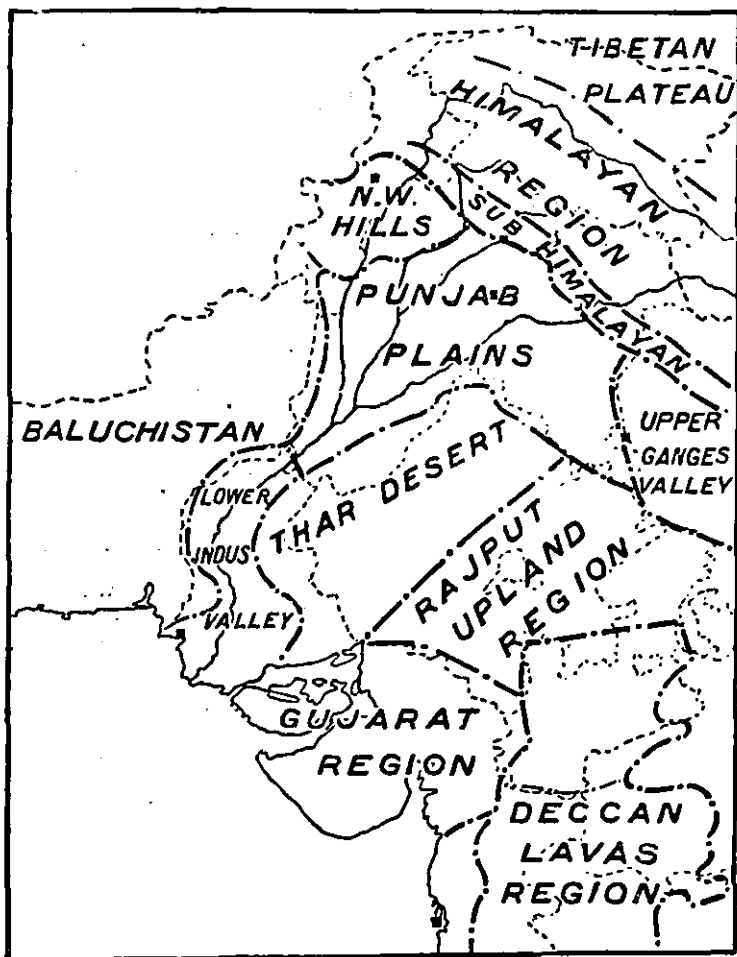 TIBETAN
PLATEAU
HIMALAYAN
REGION
SUB HIMALAYAN
N.W.
HILLS
PUNJAB
PLAINS
BALUCHISTAN
UPPER
GANGES
VALLEY
LOWER
INDUS
VALLEY
THAR DESERT
RAJPUT
UPLAND
REGION
GUJARAT
REGION
DECCAN
LAVAS
REGION